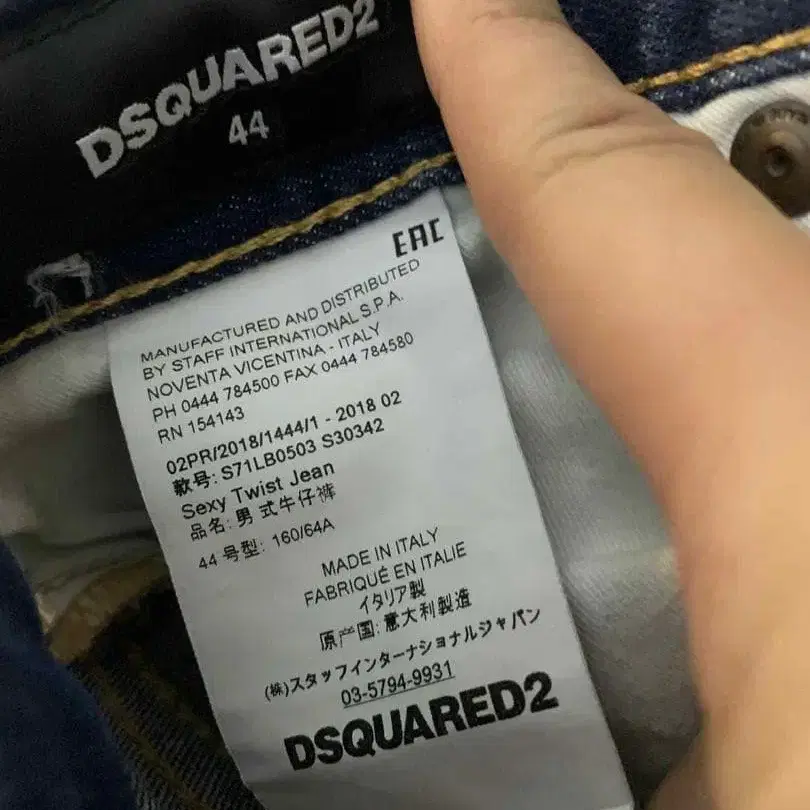 DSQUARED2
44
EAC
MANUFACTURED AND DISTRIBUTED
BY STAFF INTERNATIONAL S.P.A.
NOVENTA VICENTINA - ITALY
PH 0444 784500 FAX 0444 784580
RN 154143
02PR/2018/1444/1 - 2018 02
款号: S71LB0503 S30342
Sexy Twist Jean
品名: 男式牛仔裤
44 号型: 160/64A
MADE IN ITALY
FABRIQUÉ EN ITALIE
イタリア製
原产国: 意大利製造
(株)スタッフインターナショナルジャパン
03-5794-9931
DSQUARED2